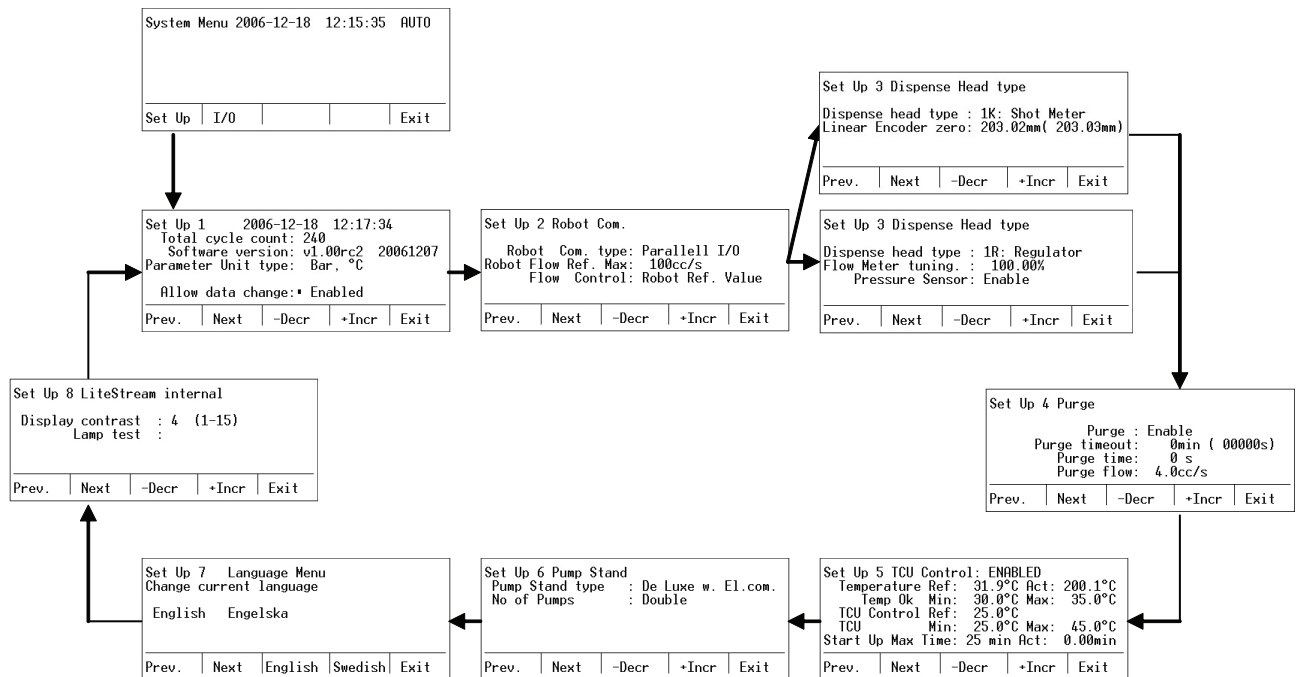 System Menu 2006-12-18 12:15:35 AUTO
Set Up I/O Exit
Set Up 1 2006-12-18 12:17:34
Total cycle count: 240
Software version: v1.00rc2 20061207
Parameter Unit type: Bar, °C
Allow data change:▪ Enabled
Prev. Next -Decr +Incr Exit
Set Up 2 Robot Com.
Robot Com. type: Parallell I/O
Robot Flow Ref. Max: 100cc/s
Flow Control: Robot Ref. Value
Prev. Next -Decr +Incr Exit
Set Up 3 Dispense Head type
Dispense head type : 1K: Shot Meter
Linear Encoder zero: 203.02mm( 203.03mm)
Prev. Next -Decr +Incr Exit
Set Up 3 Dispense Head type
Dispense head type : 1R: Regulator
Flow Meter tuning. : 100.00%
Pressure Sensor: Enable
Prev. Next -Decr +Incr Exit
Set Up 4 Purge
Purge : Enable
Purge timeout: 0min ( 00000s)
Purge time: 0 s
Purge flow: 4.0cc/s
Prev. Next -Decr +Incr Exit
Set Up 5 TCU Control: ENABLED
Temperature Ref: 31.9°C Act: 200.1°C
Temp Ok Min: 30.0°C Max: 35.0°C
TCU Control Ref: 25.0°C
TCU Min: 25.0°C Max: 45.0°C
Start Up Max Time: 25 min Act: 0.00min
Prev. Next -Decr +Incr Exit
Set Up 6 Pump Stand
Pump Stand type : De Luxe w. El.com.
No of Pumps : Double
Prev. Next -Decr +Incr Exit
Set Up 7 Language Menu
Change current language
English Engelska
Prev. Next English Swedish Exit
Set Up 8 LiteStream internal
Display contrast : 4 (1-15)
Lamp test :
Prev. Next -Decr +Incr Exit